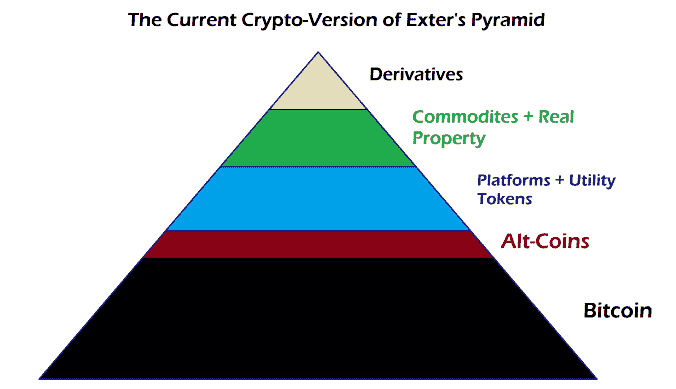 The Current Crypto-Version of Exter's Pyramid
Derivatives
Commodites + Real
Property
Platforms + Utility
Tokens
Alt-Coins
Bitcoin